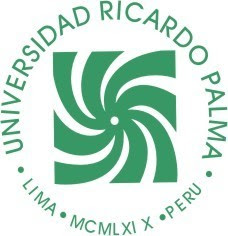 • UNIVERSIDAD RICARDO PALMA •
LIMA • MCMLXI X • PERU